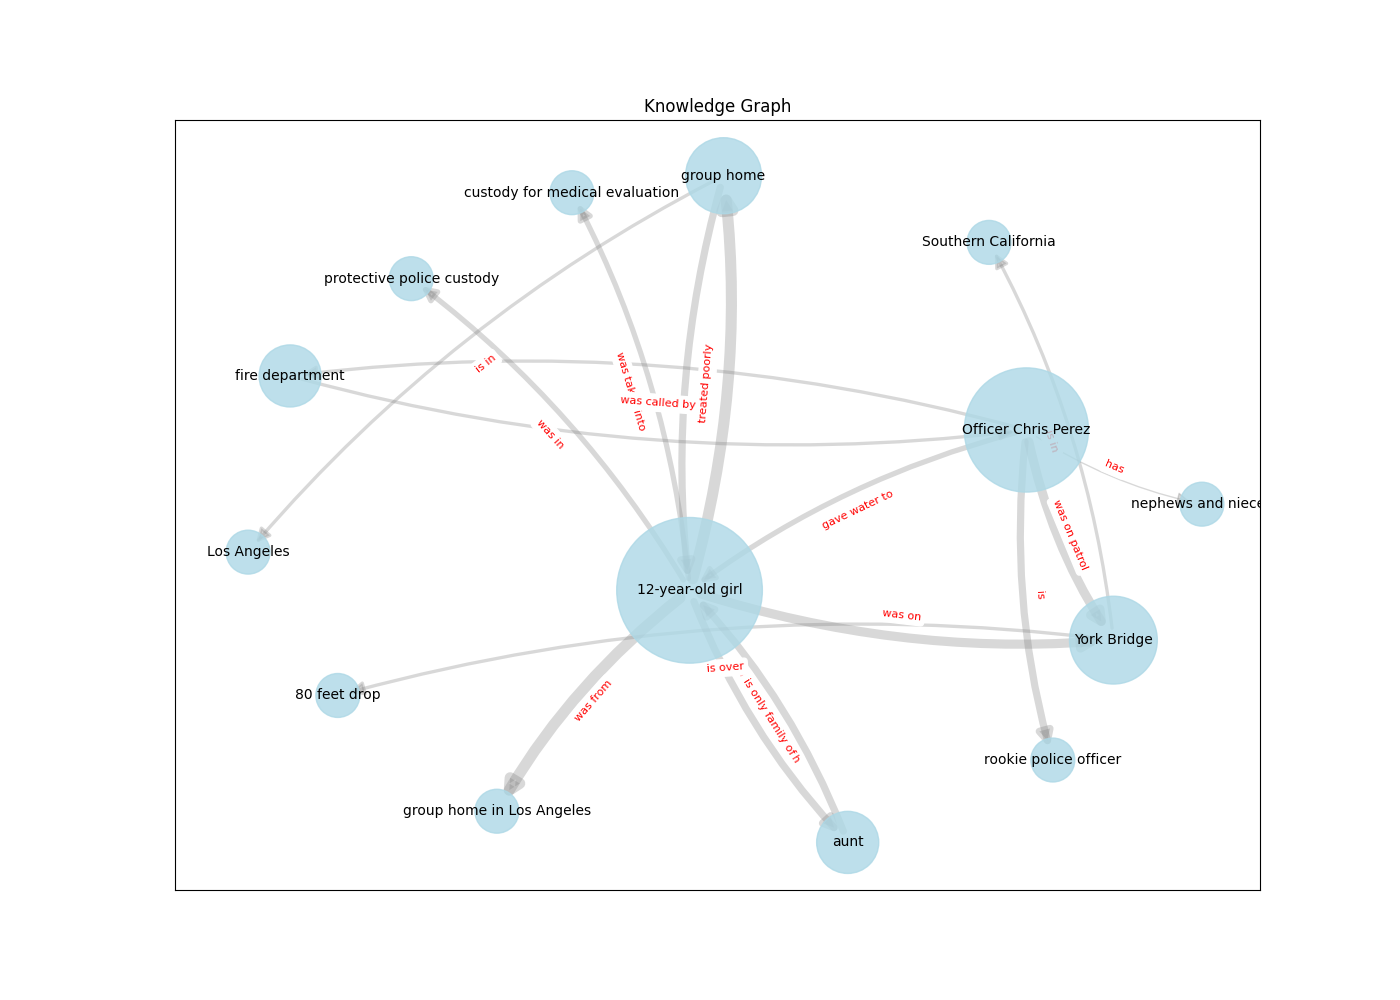 Knowledge Graph
group home
custody for medical evaluation
Southern California
protective police custody
is in
fire department
was tak
into
was called by
treated poorly
was in
Officer Chris Perez
has
nephews and niece
gave water to
was on patrol
Los Angeles
12-year-old girl
is
was on
York Bridge
is over
80 feet drop
was from
is only family of
rookie police officer
group home in Los Angeles
aunt